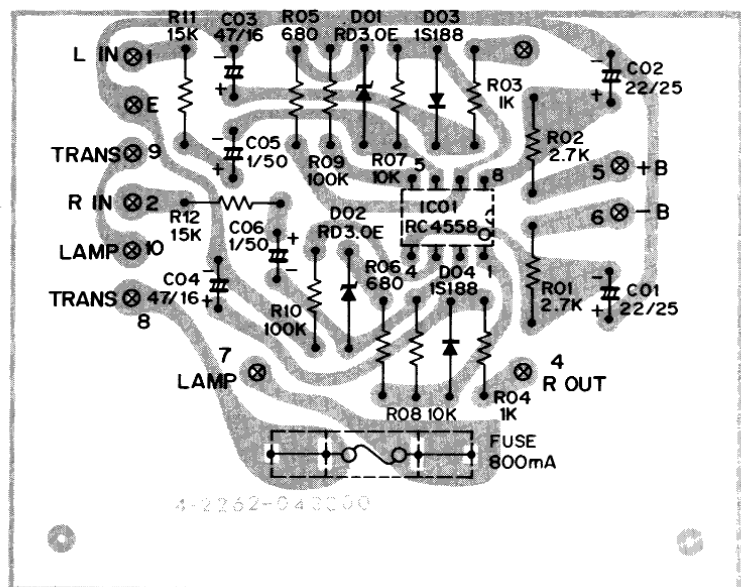 R11
15K
C03
47/16
R05
680
D01
RD3.0E
D03
1S188
L IN 1
E
TRANS 9
R IN 2
LAMP 10
TRANS
8
C05
1/50
R09
100K
R07
10K
R03
1K
C02
22/25
R02
2.7K
5 +B
6 -B
5 8
IC01
RC4558
4 1
R12
15K
C06
1/50
D02
RD3.0E
C04
47/16
R10
100K
R06
680
D04
1S188
R01
2.7K
C01
22/25
7
LAMP
4
R OUT
R08 10K
R04
1K
FUSE
800mA